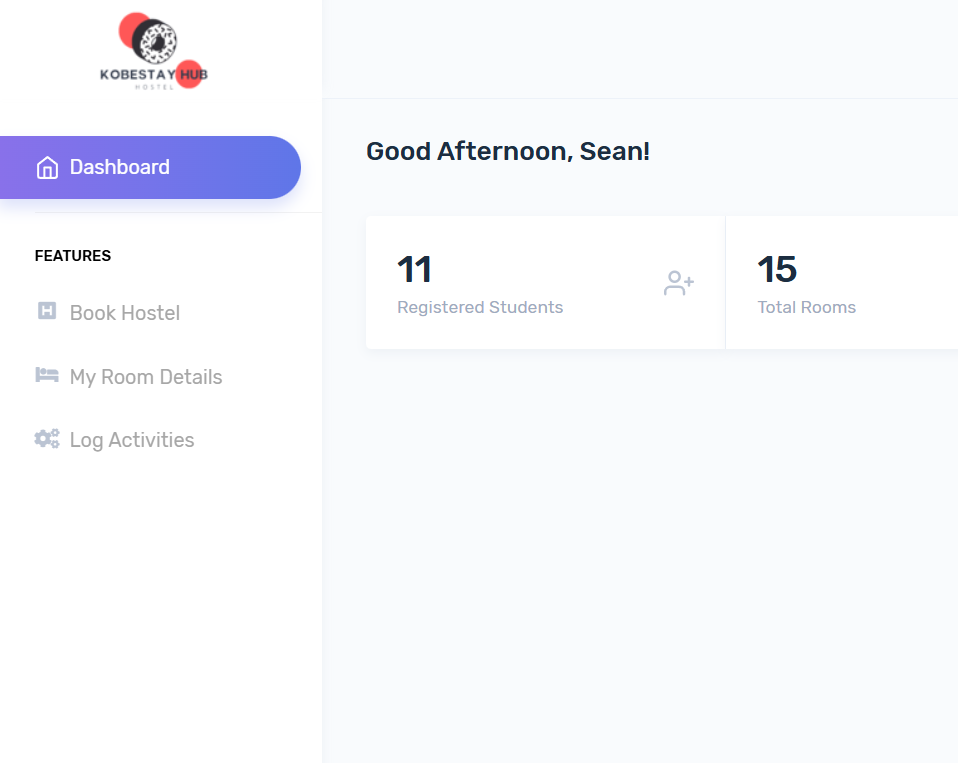 KOBESTAY HUB
HOSTEL
Dashboard
FEATURES
Book Hostel
My Room Details
Log Activities
Good Afternoon, Sean!
11
Registered Students
15
Total Rooms